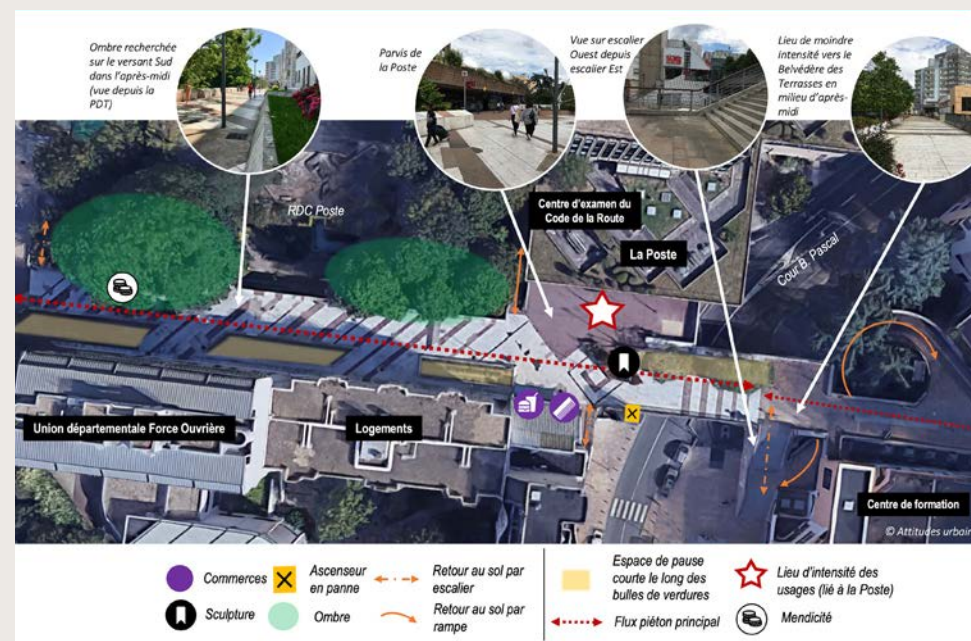 Ombre recherchée
sur le versant Sud
dans l'après-midi
(vue depuis la
PDT)
Parvis de
la Poste
Vue sur escalier
Ouest depuis
escalier Est
Lieu de moindre
intensité vers le
Belvédère des
Terrasses en
milieu d'après-
midi
RDC Poste
Centre d'examen du
Code de la Route
La Poste
Cour B. Pascal
Union départementale Force Ouvrière
Logements
Centre de formation
© Attitudes urbain
Commerces
Ascenseur
en panne
Retour au sol par
escalier
Sculpture
Ombre
Retour au sol par
rampe
Espace de pause
courte le long des
bulles de verdures
Lieu d'intensité des
usages (lié à la Poste)
Flux piéton principal
Mendicité